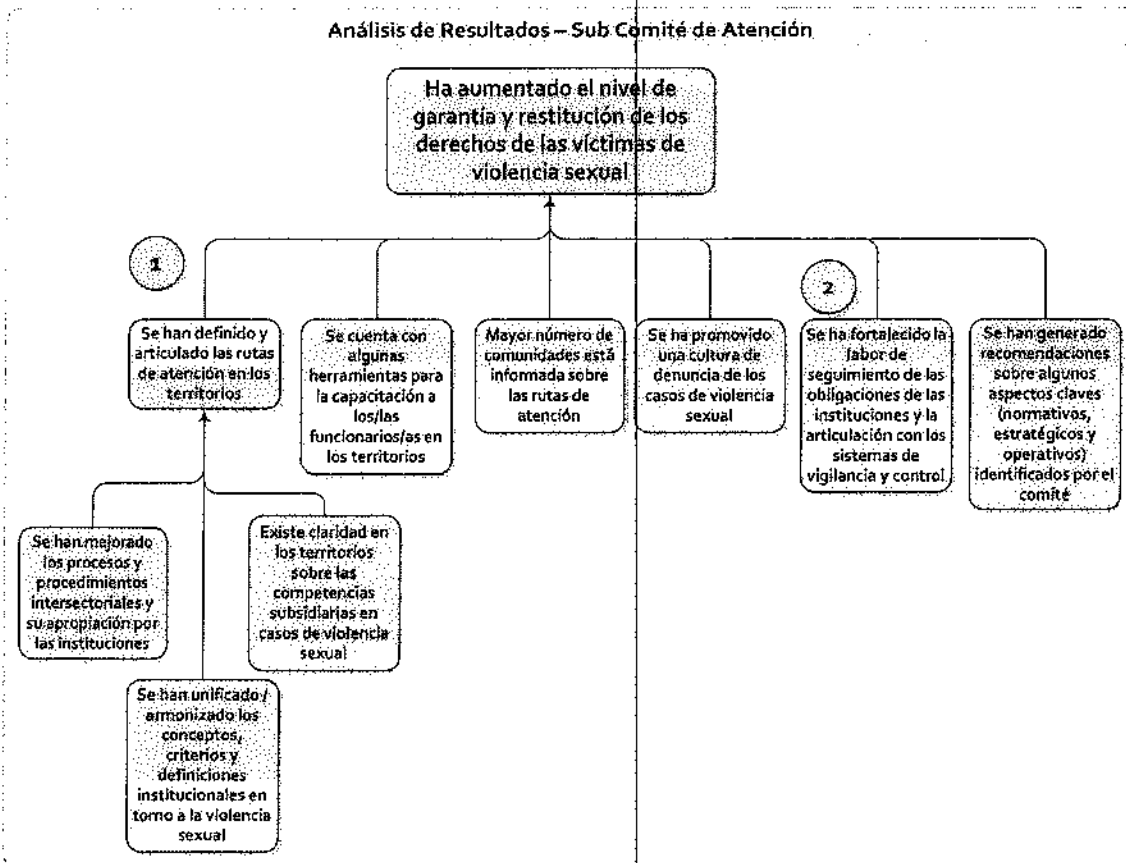 Análisis de Resultados – Sub Comité de Atención
Ha aumentado el nivel de
garantía y restitución de los
derechos de las víctimas de
violencia sexual
1
Se han definido y
articulado las rutas
de atención en los
territorios
Se cuenta con
algunas
herramientas para
la capacitación a
los/las
funcionarios/as en
los territorios
Mayor número de
comunidades está
informada sobre
las rutas de
atención
Se ha promovido
una cultura de
denuncia de los
casos de violencia
sexual
2
Se ha fortalecido la
labor de
seguimiento de las
obligaciones de las
instituciones y la
articulación con los
sistemas de
vigilancia y control
Se han generado
recomendaciones
sobre algunos
aspectos claves
(normativos,
estratégicos y
operativos)
identificados por el
comité
Se han mejorado
los procesos y
procedimientos
intersectoriales y
su apropiación por
las instituciones
Existe claridad en
los territorios
sobre las
competencias
subsidiarias en
casos de violencia
sexual
Se han unificado /
armonizado los
conceptos,
criterios y
definiciones
institucionales en
torno a la violencia
sexual